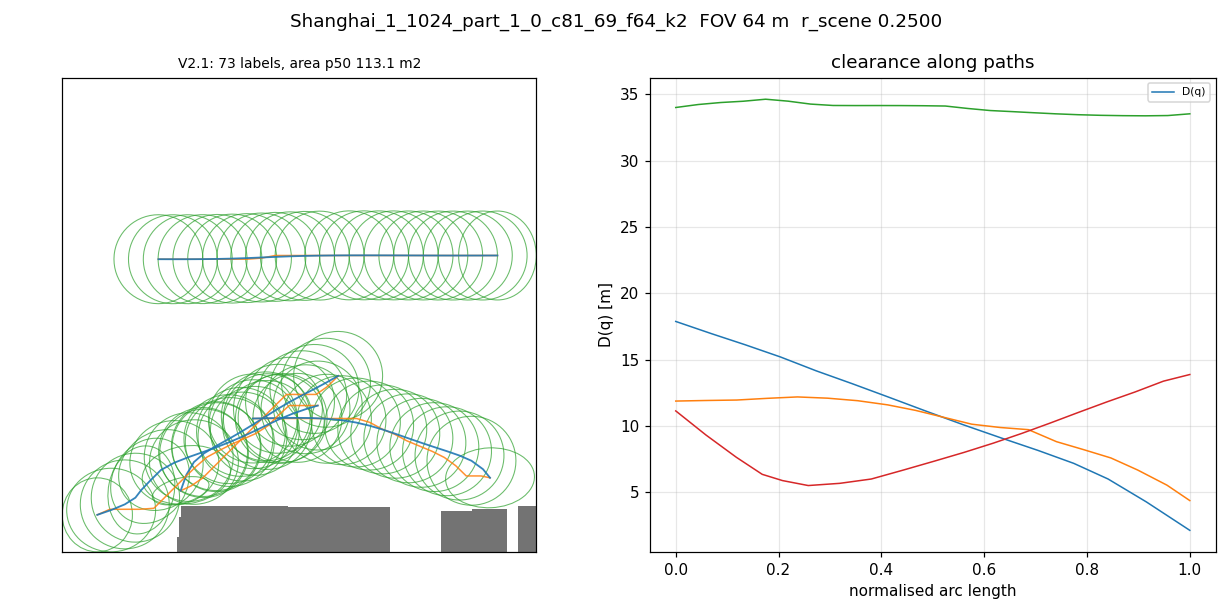 Shanghai_1_1024_part_1_0_c81_69_f64_k2  FOV 64 m  r_scene 0.2500
V2.1: 73 labels, area p50 113.1 m2
clearance along paths
D(q)
35
30
25
20
15
10
5
D(q) [m]
0.0 0.2 0.4 0.6 0.8 1.0
normalised arc length